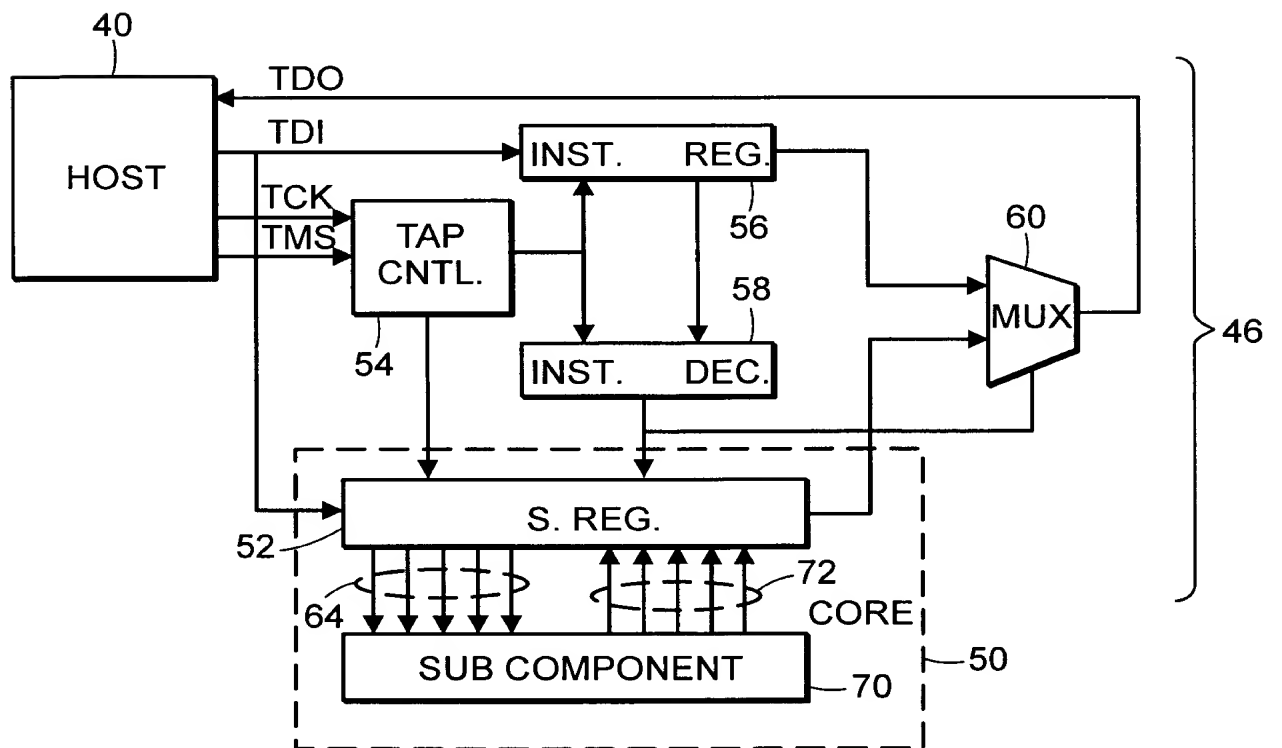 40
TDO
TDI
HOST
INST. REG.
TCK
TMS
TAP
CNTL.
56
60
58
MUX
46
54
INST. DEC.
S. REG.
52
72
64
CORE
SUB COMPONENT
50
70